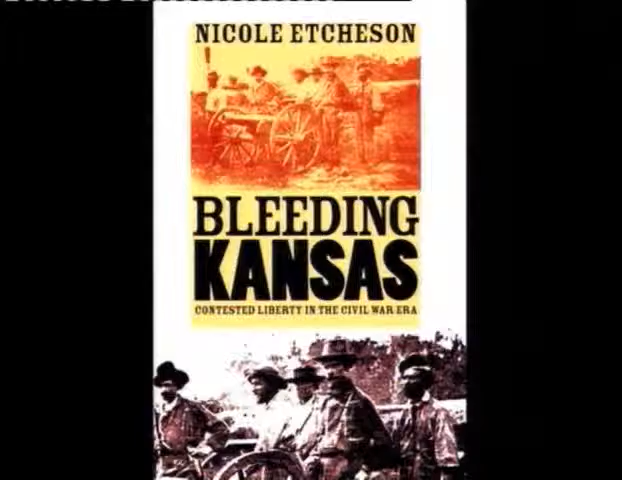 NICOLE ETCHESON
BLEEDING
KANSAS
CONTESTED LIBERTY IN THE CIVIL WAR ERA